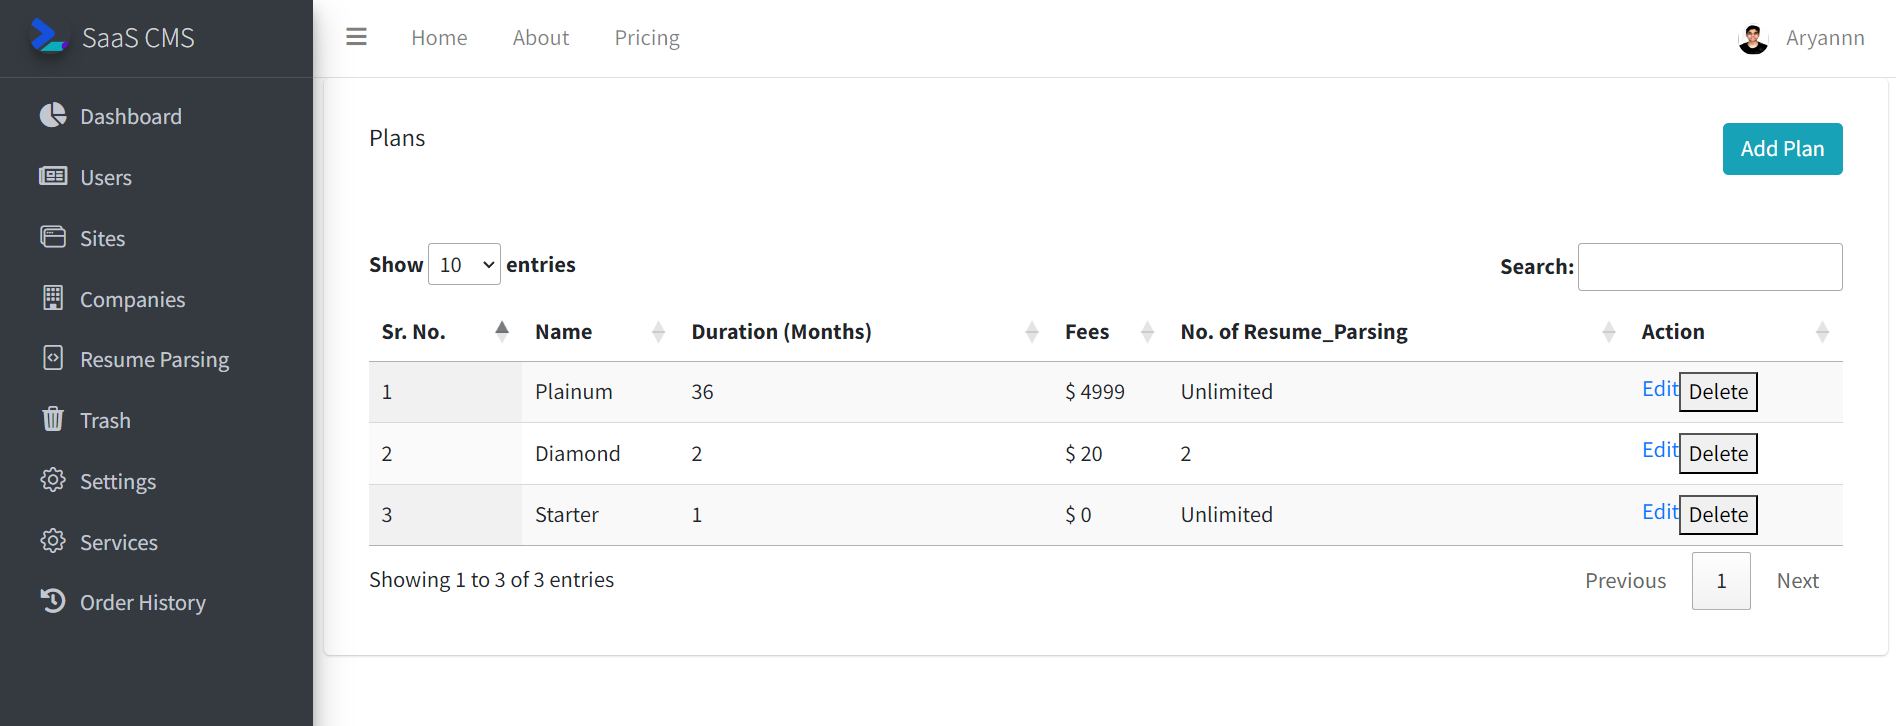 SaaS CMS
Home About Pricing
Aryannn
Dashboard
Users
Sites
Companies
Resume Parsing
Trash
Settings
Services
Order History
Plans
Add Plan
Show 10 entries
Search:
Sr. No. Name Duration (Months) Fees No. of Resume_Parsing Action
1 Plainum 36 $ 4999 Unlimited Edit Delete
2 Diamond 2 $ 20 2 Edit Delete
3 Starter 1 $ 0 Unlimited Edit Delete
Showing 1 to 3 of 3 entries
Previous 1 Next